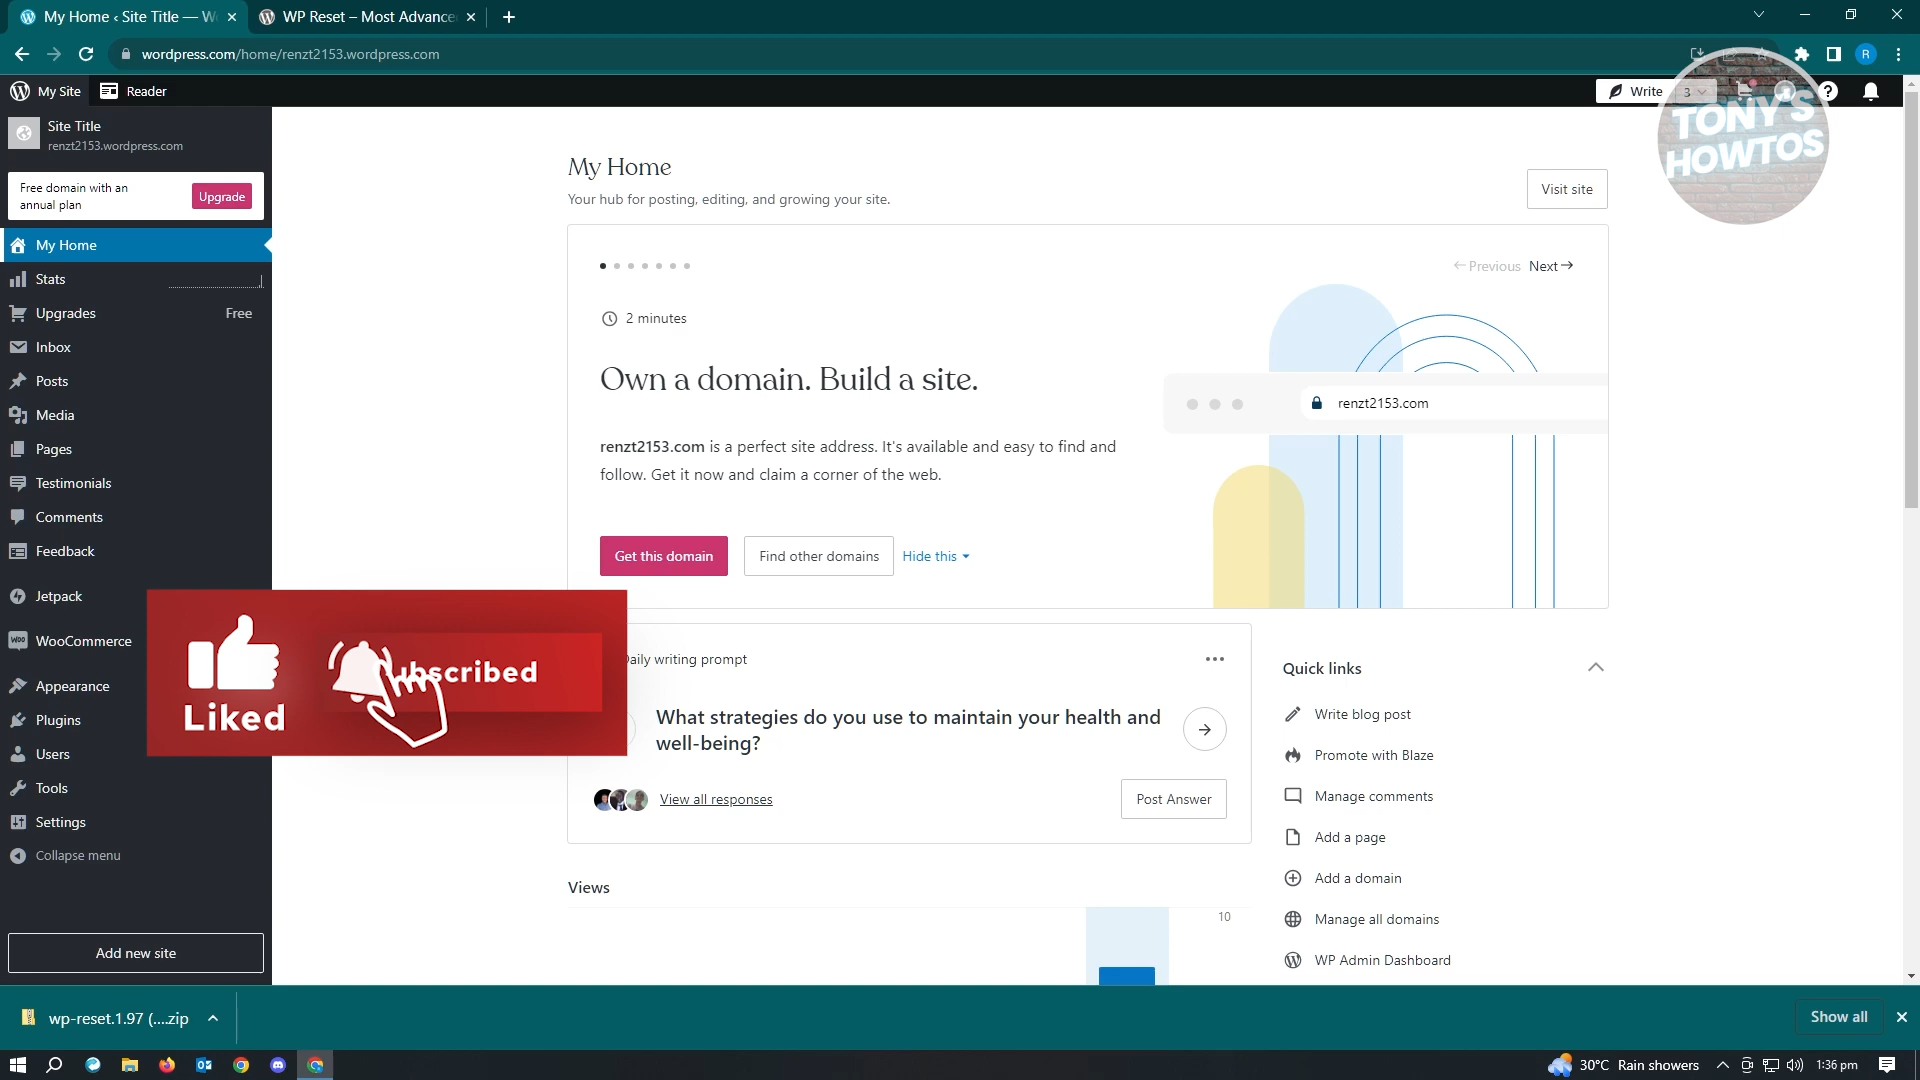 My Home ‹ Site Title — W
WP Reset – Most Advance
wordpress.com/home/renzt2153.wordpress.com
R
My Site
Reader
Write
3
TONY'S
HOWTOS
Site Title
renzt2153.wordpress.com
Free domain with an
annual plan
Upgrade
My Home
Stats
Upgrades
Free
Inbox
Posts
Media
Pages
Testimonials
Comments
Feedback
Jetpack
WooCommerce
Appearance
Plugins
Users
Tools
Settings
Collapse menu
Add new site
My Home
Your hub for posting, editing, and growing your site.
Visit site
Previous
Next
2 minutes
Own a domain. Build a site.
renzt2153.com is a perfect site address. It's available and easy to find and
follow. Get it now and claim a corner of the web.
Get this domain
Find other domains
Hide this
renzt2153.com
Liked
ubscribed
Daily writing prompt
What strategies do you use to maintain your health and
well-being?
View all responses
Post Answer
Quick links
Write blog post
Promote with Blaze
Manage comments
Add a page
Add a domain
Manage all domains
WP Admin Dashboard
Views
10
wp-reset.1.97 (....zip
Show all
30°C Rain showers
1:36 pm